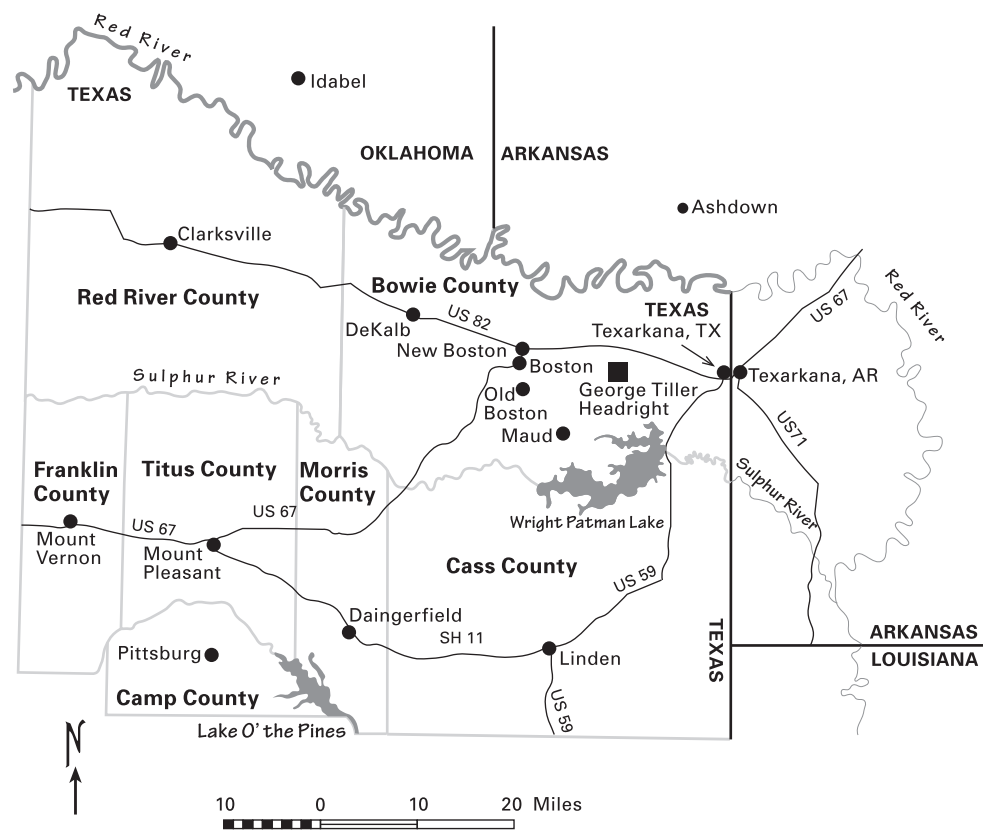 Red River
TEXAS
Idabel
OKLAHOMA
ARKANSAS
Ashdown
Clarksville
Red River County
Bowie County
US 82
DeKalb
New Boston
Boston
Old
Boston
Maud
TEXAS
Texarkana, TX
Texarkana, AR
George Tiller
Headright
US 67
Red River
US71
Sulphur River
Sulphur River
Franklin
County
Titus County
Morris
County
US 67
US 67
Mount
Vernon
Mount
Pleasant
Wright Patman Lake
Cass County
US 59
Daingerfield
SH 11
Linden
US 59
TEXAS
ARKANSAS
LOUISIANA
Pittsburg
Camp County
Lake O' the Pines
N
10 0 10 20 Miles